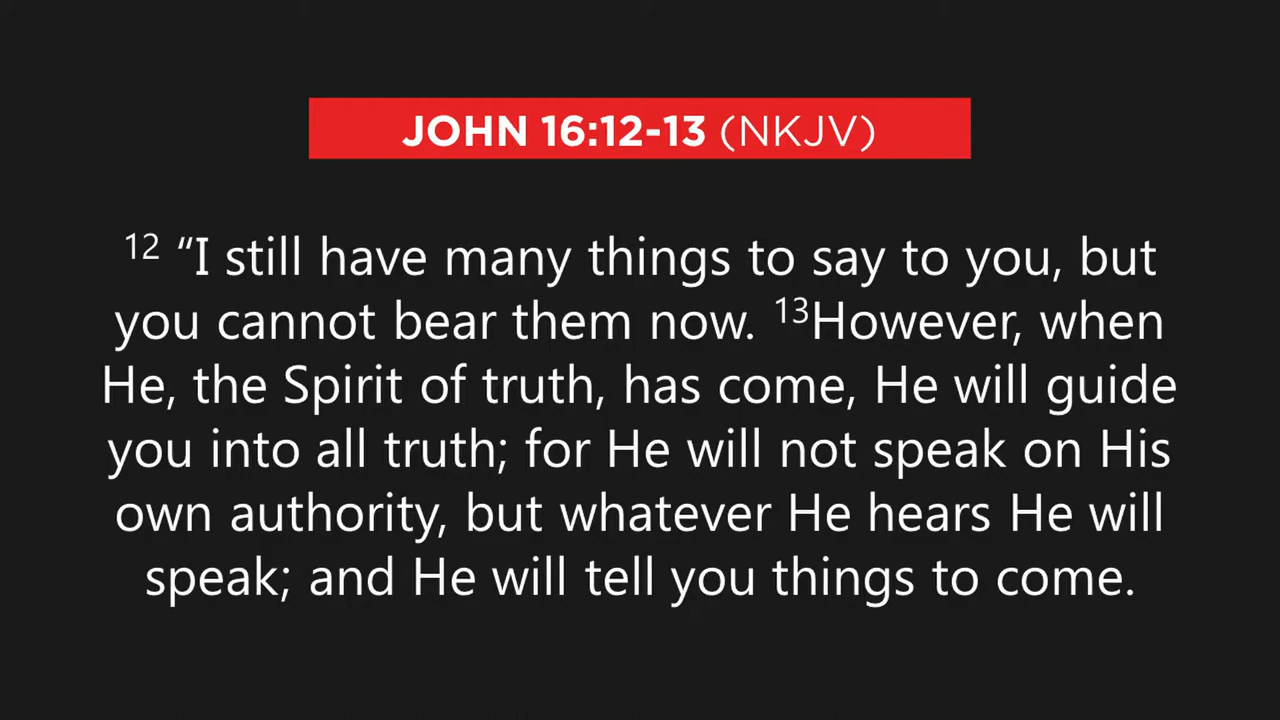 JOHN 16:12-13 (NKJV)
12 “I still have many things to say to you, but
you cannot bear them now. 13However, when
He, the Spirit of truth, has come, He will guide
you into all truth; for He will not speak on His
own authority, but whatever He hears He will
speak; and He will tell you things to come.